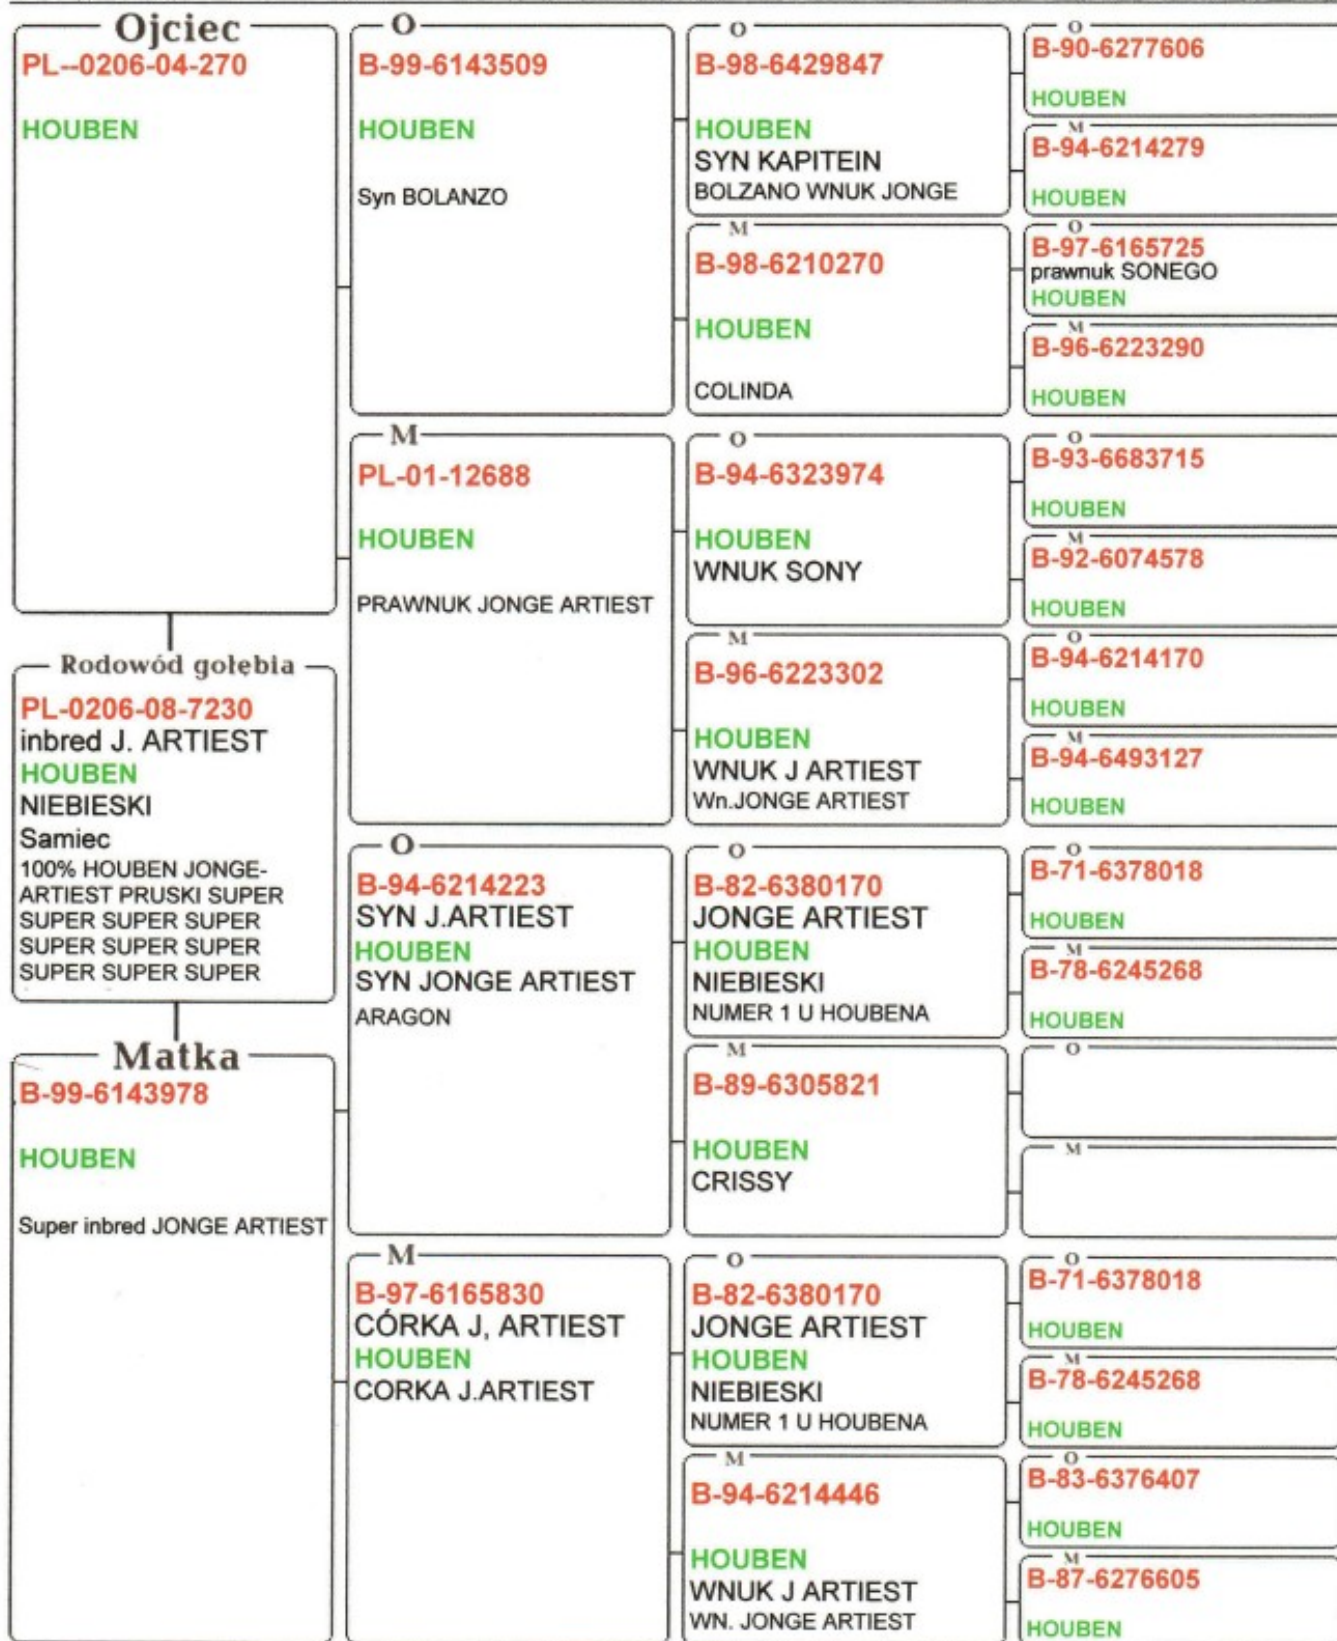 Ojciec
PL--0206-04-270
HOUBEN
Rodowód gołębia
PL-0206-08-7230
inbred J. ARTIEST
HOUBEN
NIEBIESKI
Samiec
100% HOUBEN JONGE-
ARTIEST PRUSKI SUPER
SUPER SUPER SUPER
SUPER SUPER SUPER
SUPER SUPER SUPER
Matka
B-99-6143978
HOUBEN
Super inbred JONGE ARTIEST
O
B-99-6143509
HOUBEN
Syn BOLANZO
M
PL-01-12688
HOUBEN
PRAWNUK JONGE ARTIEST
O
B-94-6214223
SYN J.ARTIEST
HOUBEN
SYN JONGE ARTIEST
ARAGON
M
B-97-6165830
CÓRKA J, ARTIEST
HOUBEN
CORKA J.ARTIEST
O
B-98-6429847
HOUBEN
SYN KAPITEIN
BOLZANO WNUK JONGE
M
B-98-6210270
HOUBEN
COLINDA
O
B-94-6323974
HOUBEN
WNUK SONY
M
B-96-6223302
HOUBEN
WNUK J ARTIEST
Wn.JONGE ARTIEST
O
B-82-6380170
JONGE ARTIEST
HOUBEN
NIEBIESKI
NUMER 1 U HOUBENA
M
B-89-6305821
HOUBEN
CRISSY
O
B-82-6380170
JONGE ARTIEST
HOUBEN
NIEBIESKI
NUMER 1 U HOUBENA
M
B-94-6214446
HOUBEN
WNUK J ARTIEST
WN. JONGE ARTIEST
O
B-90-6277606
HOUBEN
M
B-94-6214279
HOUBEN
O
B-97-6165725
prawnuk SONEGO
HOUBEN
M
B-96-6223290
HOUBEN
O
B-93-6683715
HOUBEN
M
B-92-6074578
HOUBEN
O
B-94-6214170
HOUBEN
M
B-94-6493127
HOUBEN
O
B-71-6378018
HOUBEN
M
B-78-6245268
HOUBEN
O
M
O
B-71-6378018
HOUBEN
M
B-78-6245268
HOUBEN
O
B-83-6376407
HOUBEN
M
B-87-6276605
HOUBEN